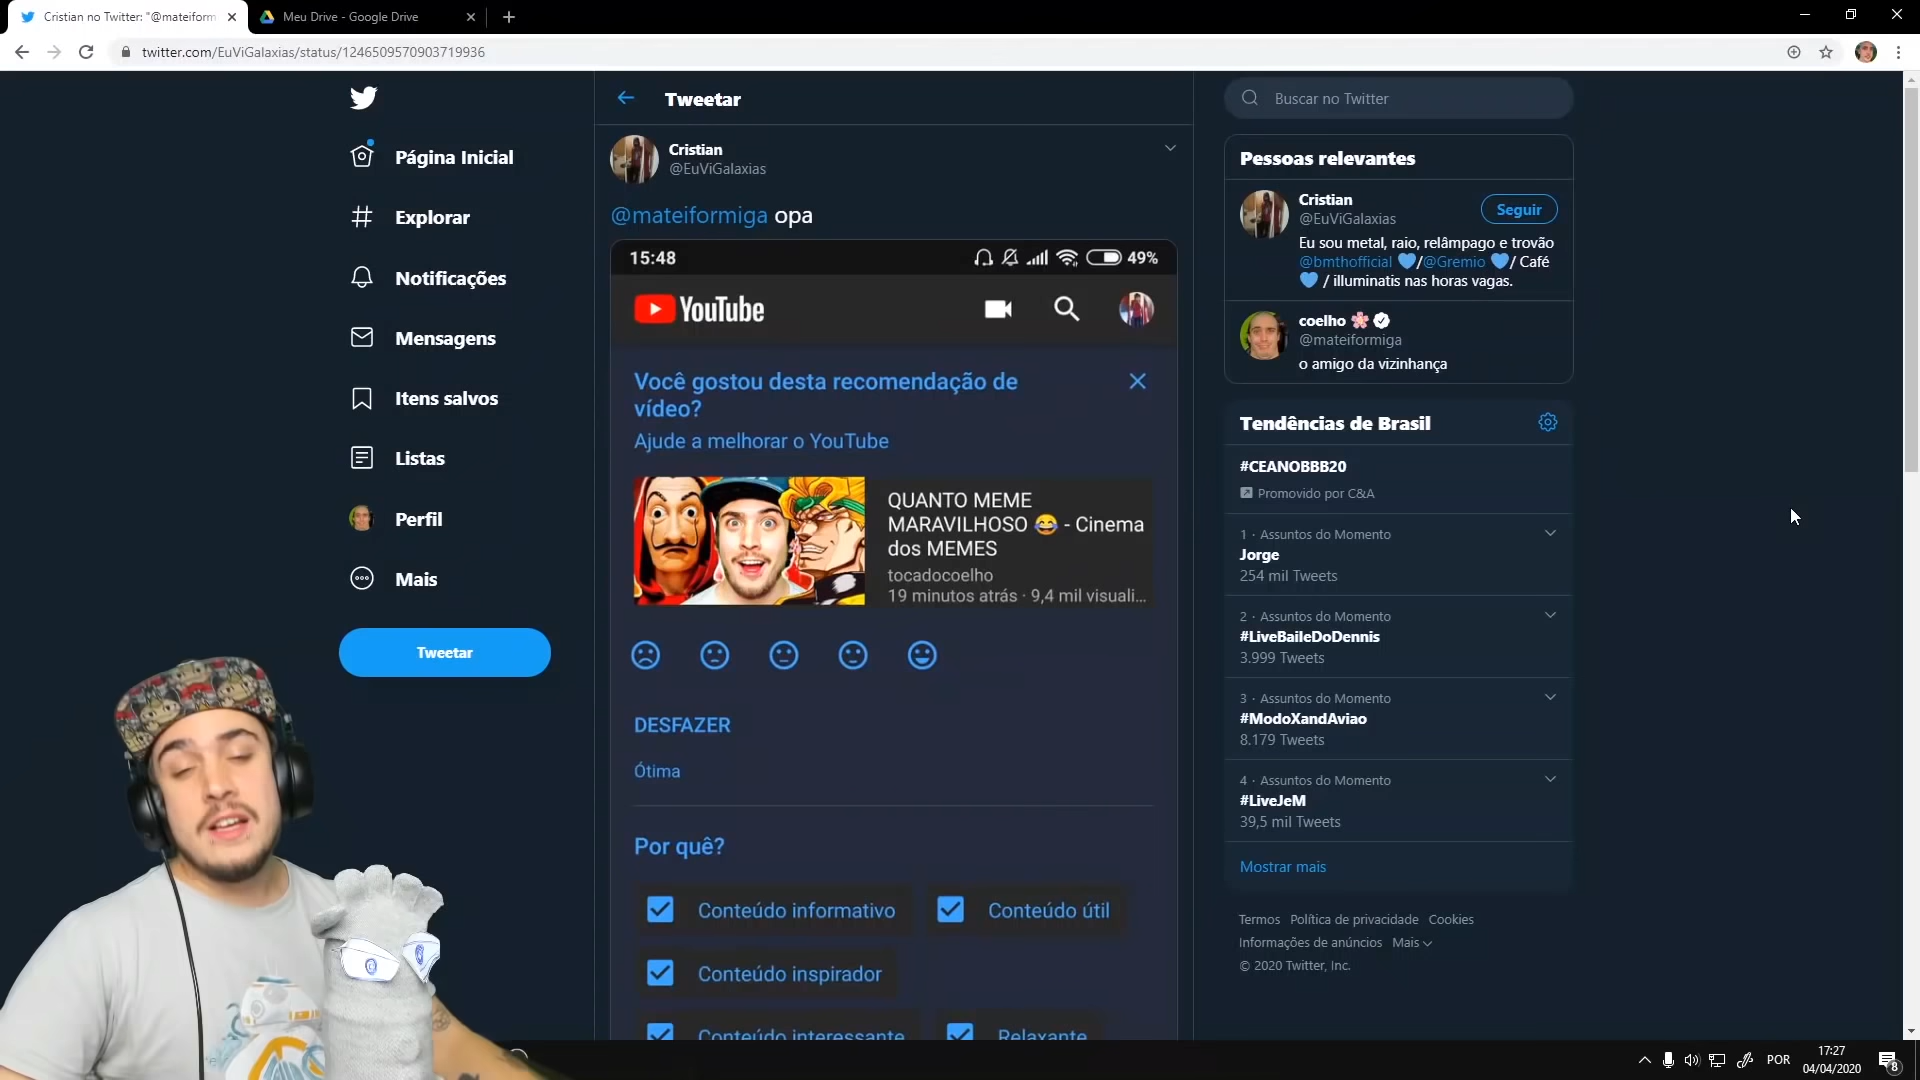 Cristian no Twitter: "@mateiform
Meu Drive - Google Drive
twitter.com/EuViGalaxias/status/1246509570903719936
Página Inicial
Explorar
Notificações
Mensagens
Itens salvos
Listas
Perfil
Mais
Tweetar
Tweetar
Cristian
@EuViGalaxias
@mateiformiga opa
15:48
49%
YouTube
Você gostou desta recomendação de
vídeo?
Ajude a melhorar o YouTube
QUANTO MEME
MARAVILHOSO 😂 - Cinema
dos MEMES
tocadocoelho
19 minutos atrás · 9,4 mil visuali...
DESFAZER
Ótima
Por quê?
Conteúdo informativo
Conteúdo útil
Conteúdo inspirador
Conteúdo interessante
Relaxante
Buscar no Twitter
Pessoas relevantes
Cristian
@EuViGalaxias
Seguir
Eu sou metal, raio, relâmpago e trovão
@bmthofficial 💙/@Gremio 💙/ Café
💙 / illuminatis nas horas vagas.
coelho 🌸
@mateiformiga
o amigo da vizinhança
Tendências de Brasil
#CEANOBBB20
Promovido por C&A
1 · Assuntos do Momento
Jorge
254 mil Tweets
2 · Assuntos do Momento
#LiveBaileDoDennis
3.999 Tweets
3 · Assuntos do Momento
#ModoXandAviao
8.179 Tweets
4 · Assuntos do Momento
#LiveJeM
39,5 mil Tweets
Mostrar mais
Termos Política de privacidade Cookies
Informações de anúncios Mais
© 2020 Twitter, Inc.
POR
17:27
04/04/2020
8